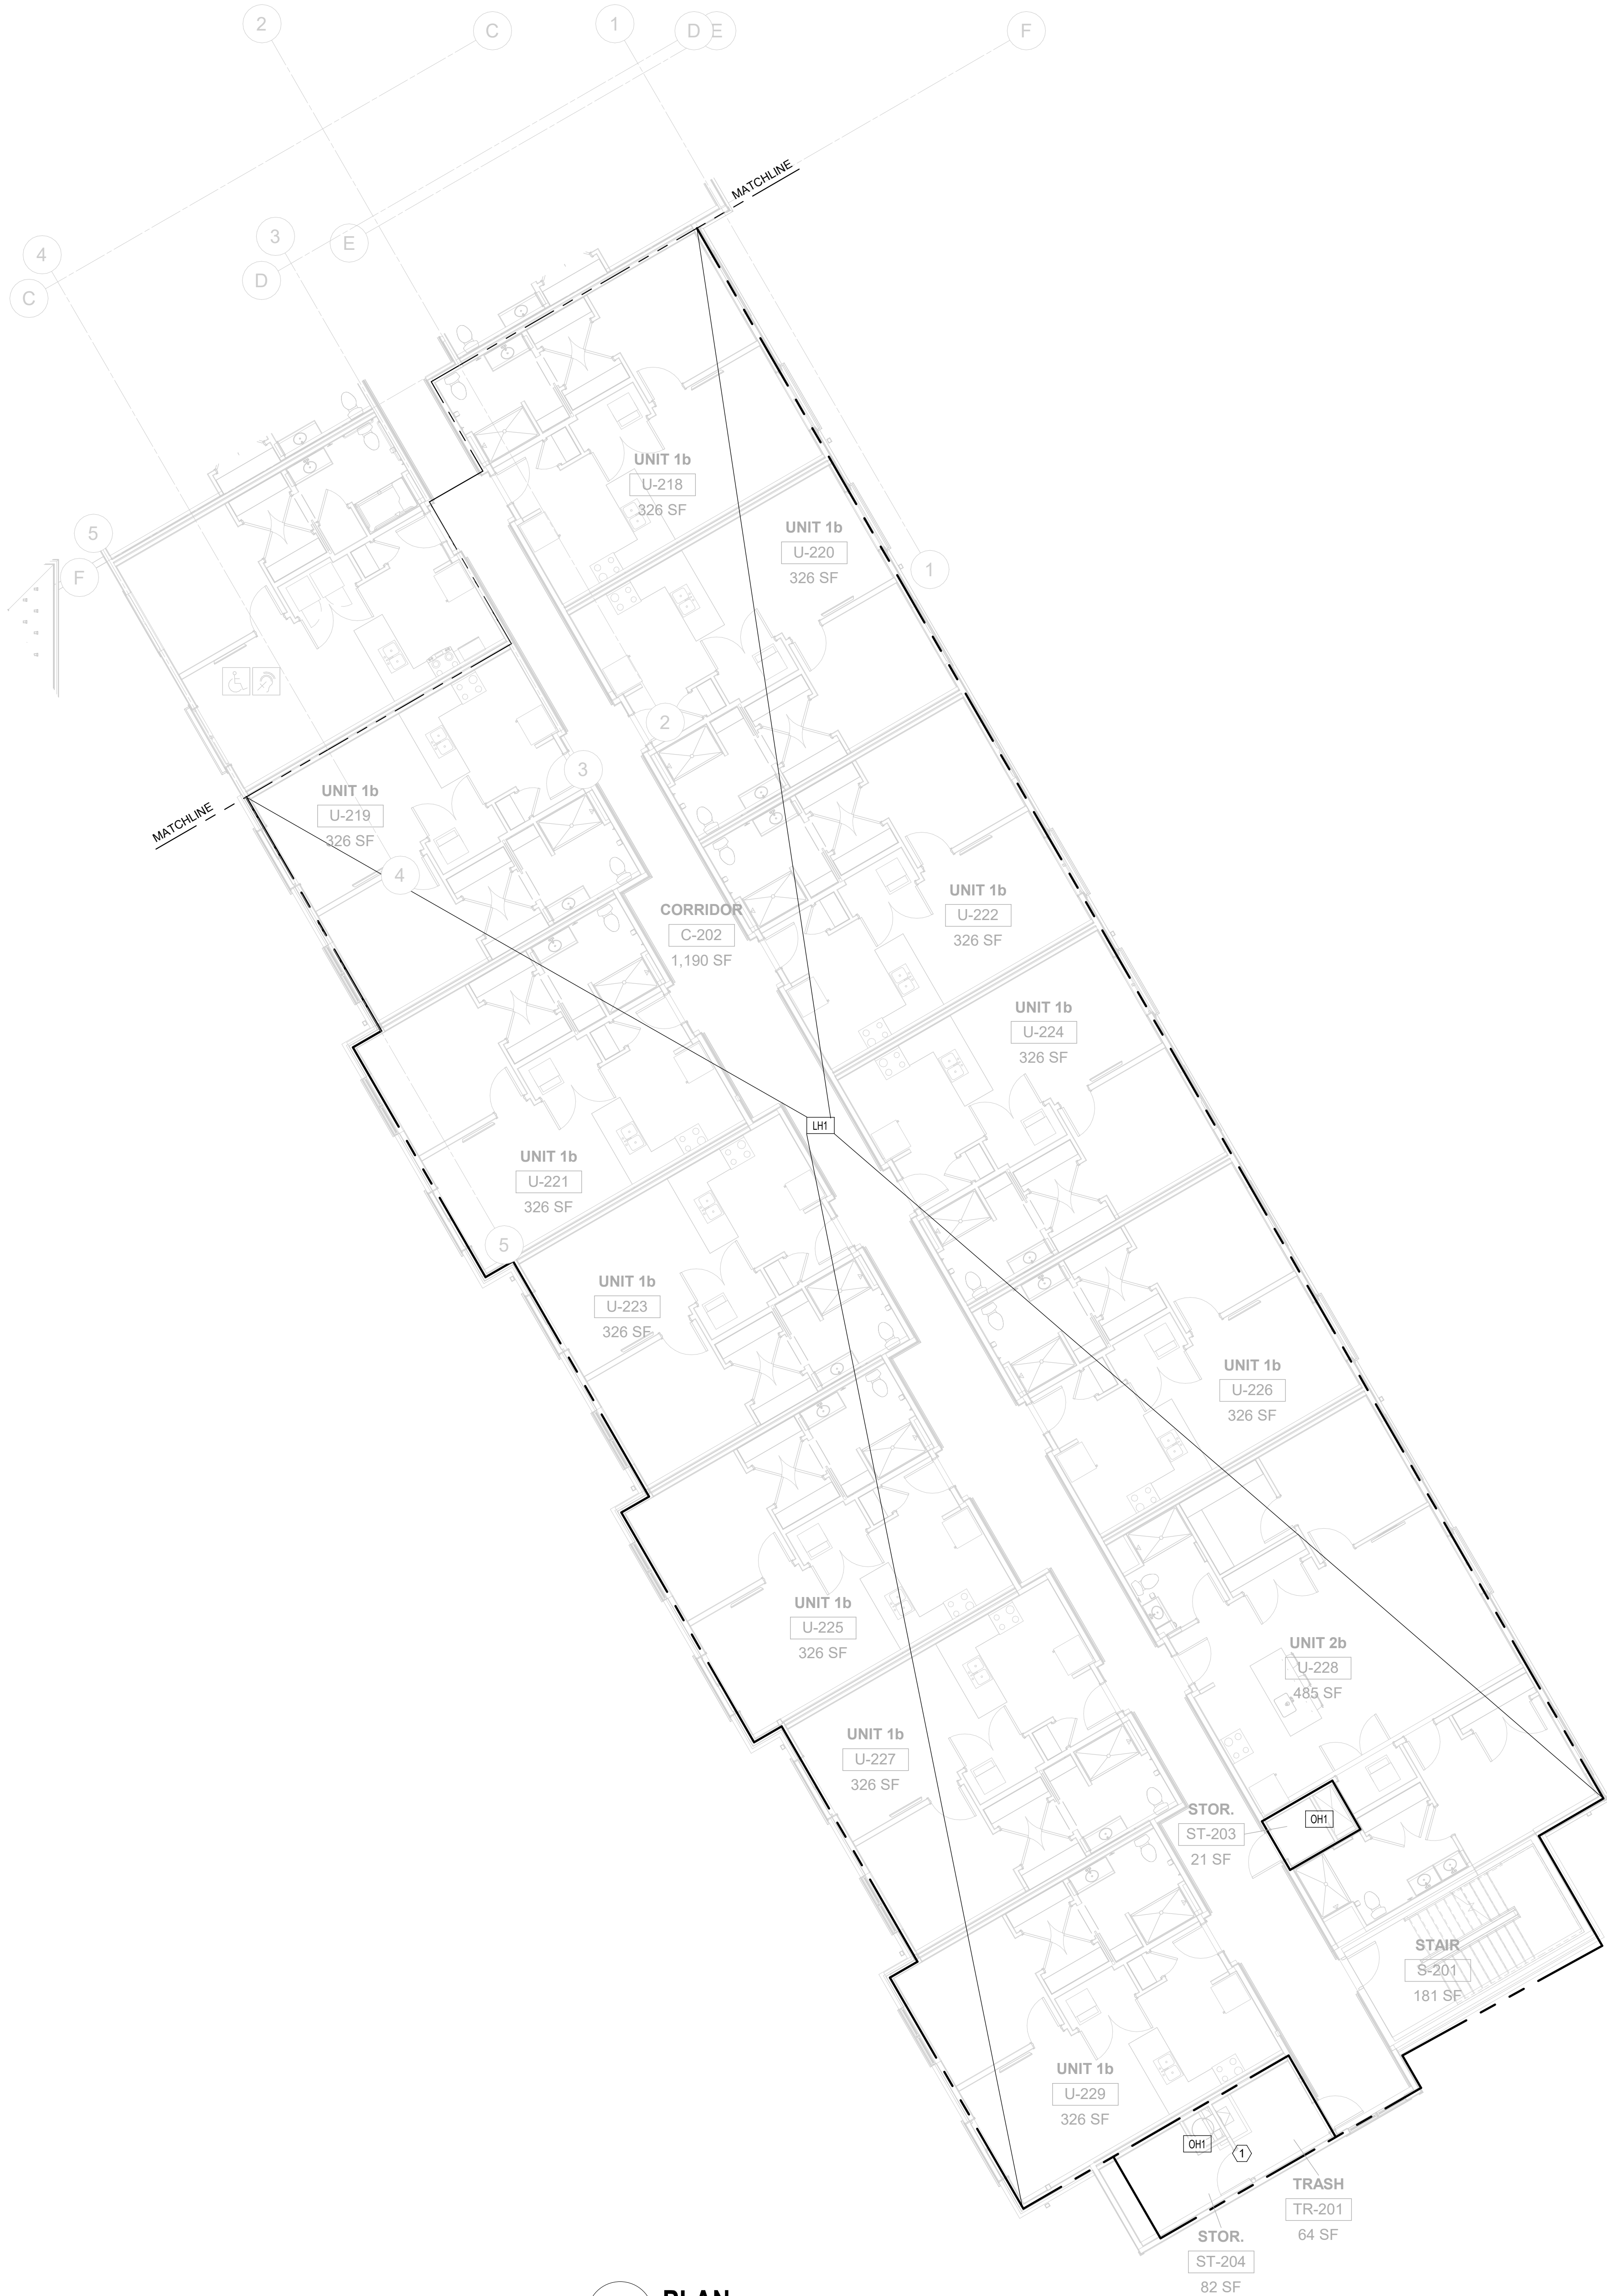 2
C
1
D
E
F
MATCHLINE
3
E
4
D
C
UNIT 1b
U-218
326 SF
UNIT 1b
U-220
326 SF
5
F
1
2
3
MATCHLINE
UNIT 1b
U-219
326 SF
4
CORRIDOR
C-202
1,190 SF
UNIT 1b
U-222
326 SF
UNIT 1b
U-224
326 SF
LH1
UNIT 1b
U-221
326 SF
5
UNIT 1b
U-223
326 SF
UNIT 1b
U-226
326 SF
UNIT 1b
U-225
326 SF
UNIT 2b
U-228
485 SF
UNIT 1b
U-227
326 SF
STOR.
ST-203
21 SF
OH1
STAIR
S-201
181 SF
UNIT 1b
U-229
326 SF
OH1
1
TRASH
TR-201
64 SF
STOR.
ST-204
82 SF
PLAN